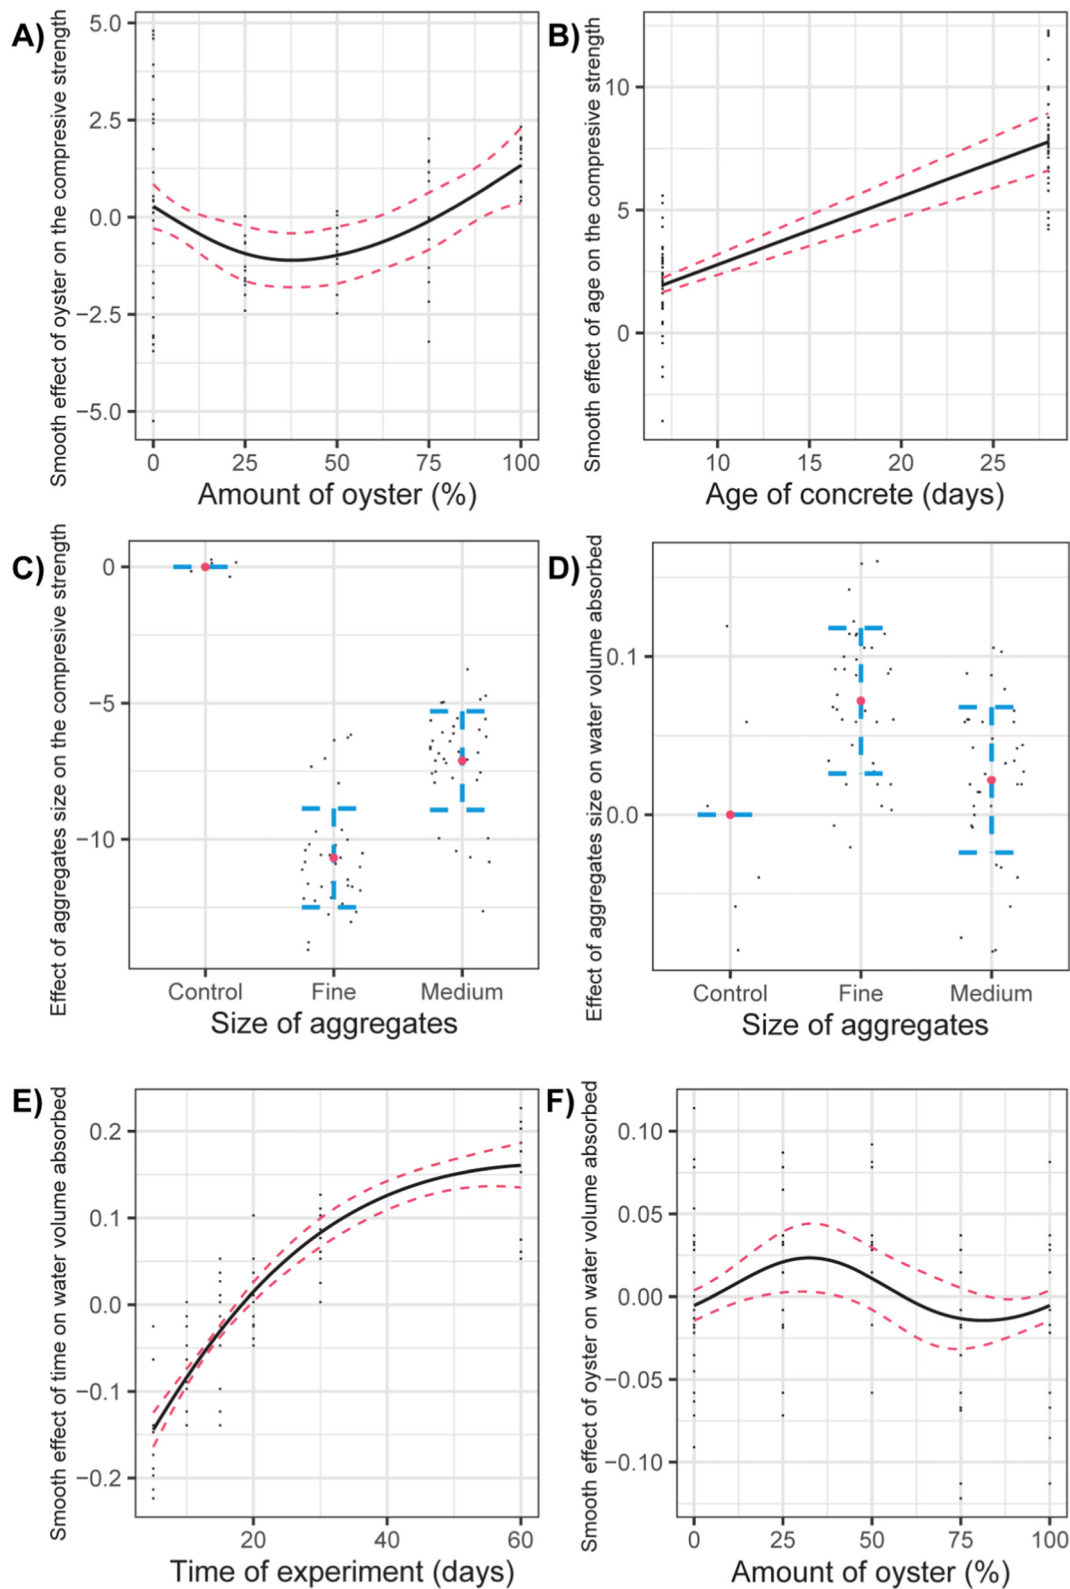 A)
Smooth effect of oyster on the compresive strength
5.0
2.5
0.0
−2.5
−5.0
0 25 50 75 100
Amount of oyster (%)
B)
Smooth effect of age on the compresive strength
10
5
0
10 15 20 25
Age of concrete (days)
C)
Effect of aggregates size on the compresive strength
0
−5
−10
Control Fine Medium
Size of aggregates
D)
Effect of aggregates size on water volume absorbed
0.1
0.0
Control Fine Medium
Size of aggregates
E)
Smooth effect of time on water volume absorbed
0.2
0.1
0.0
−0.1
−0.2
20 40 60
Time of experiment (days)
F)
Smooth effect of oyster on water volume absorbed
0.10
0.05
0.00
−0.05
−0.10
0 25 50 75 100
Amount of oyster (%)